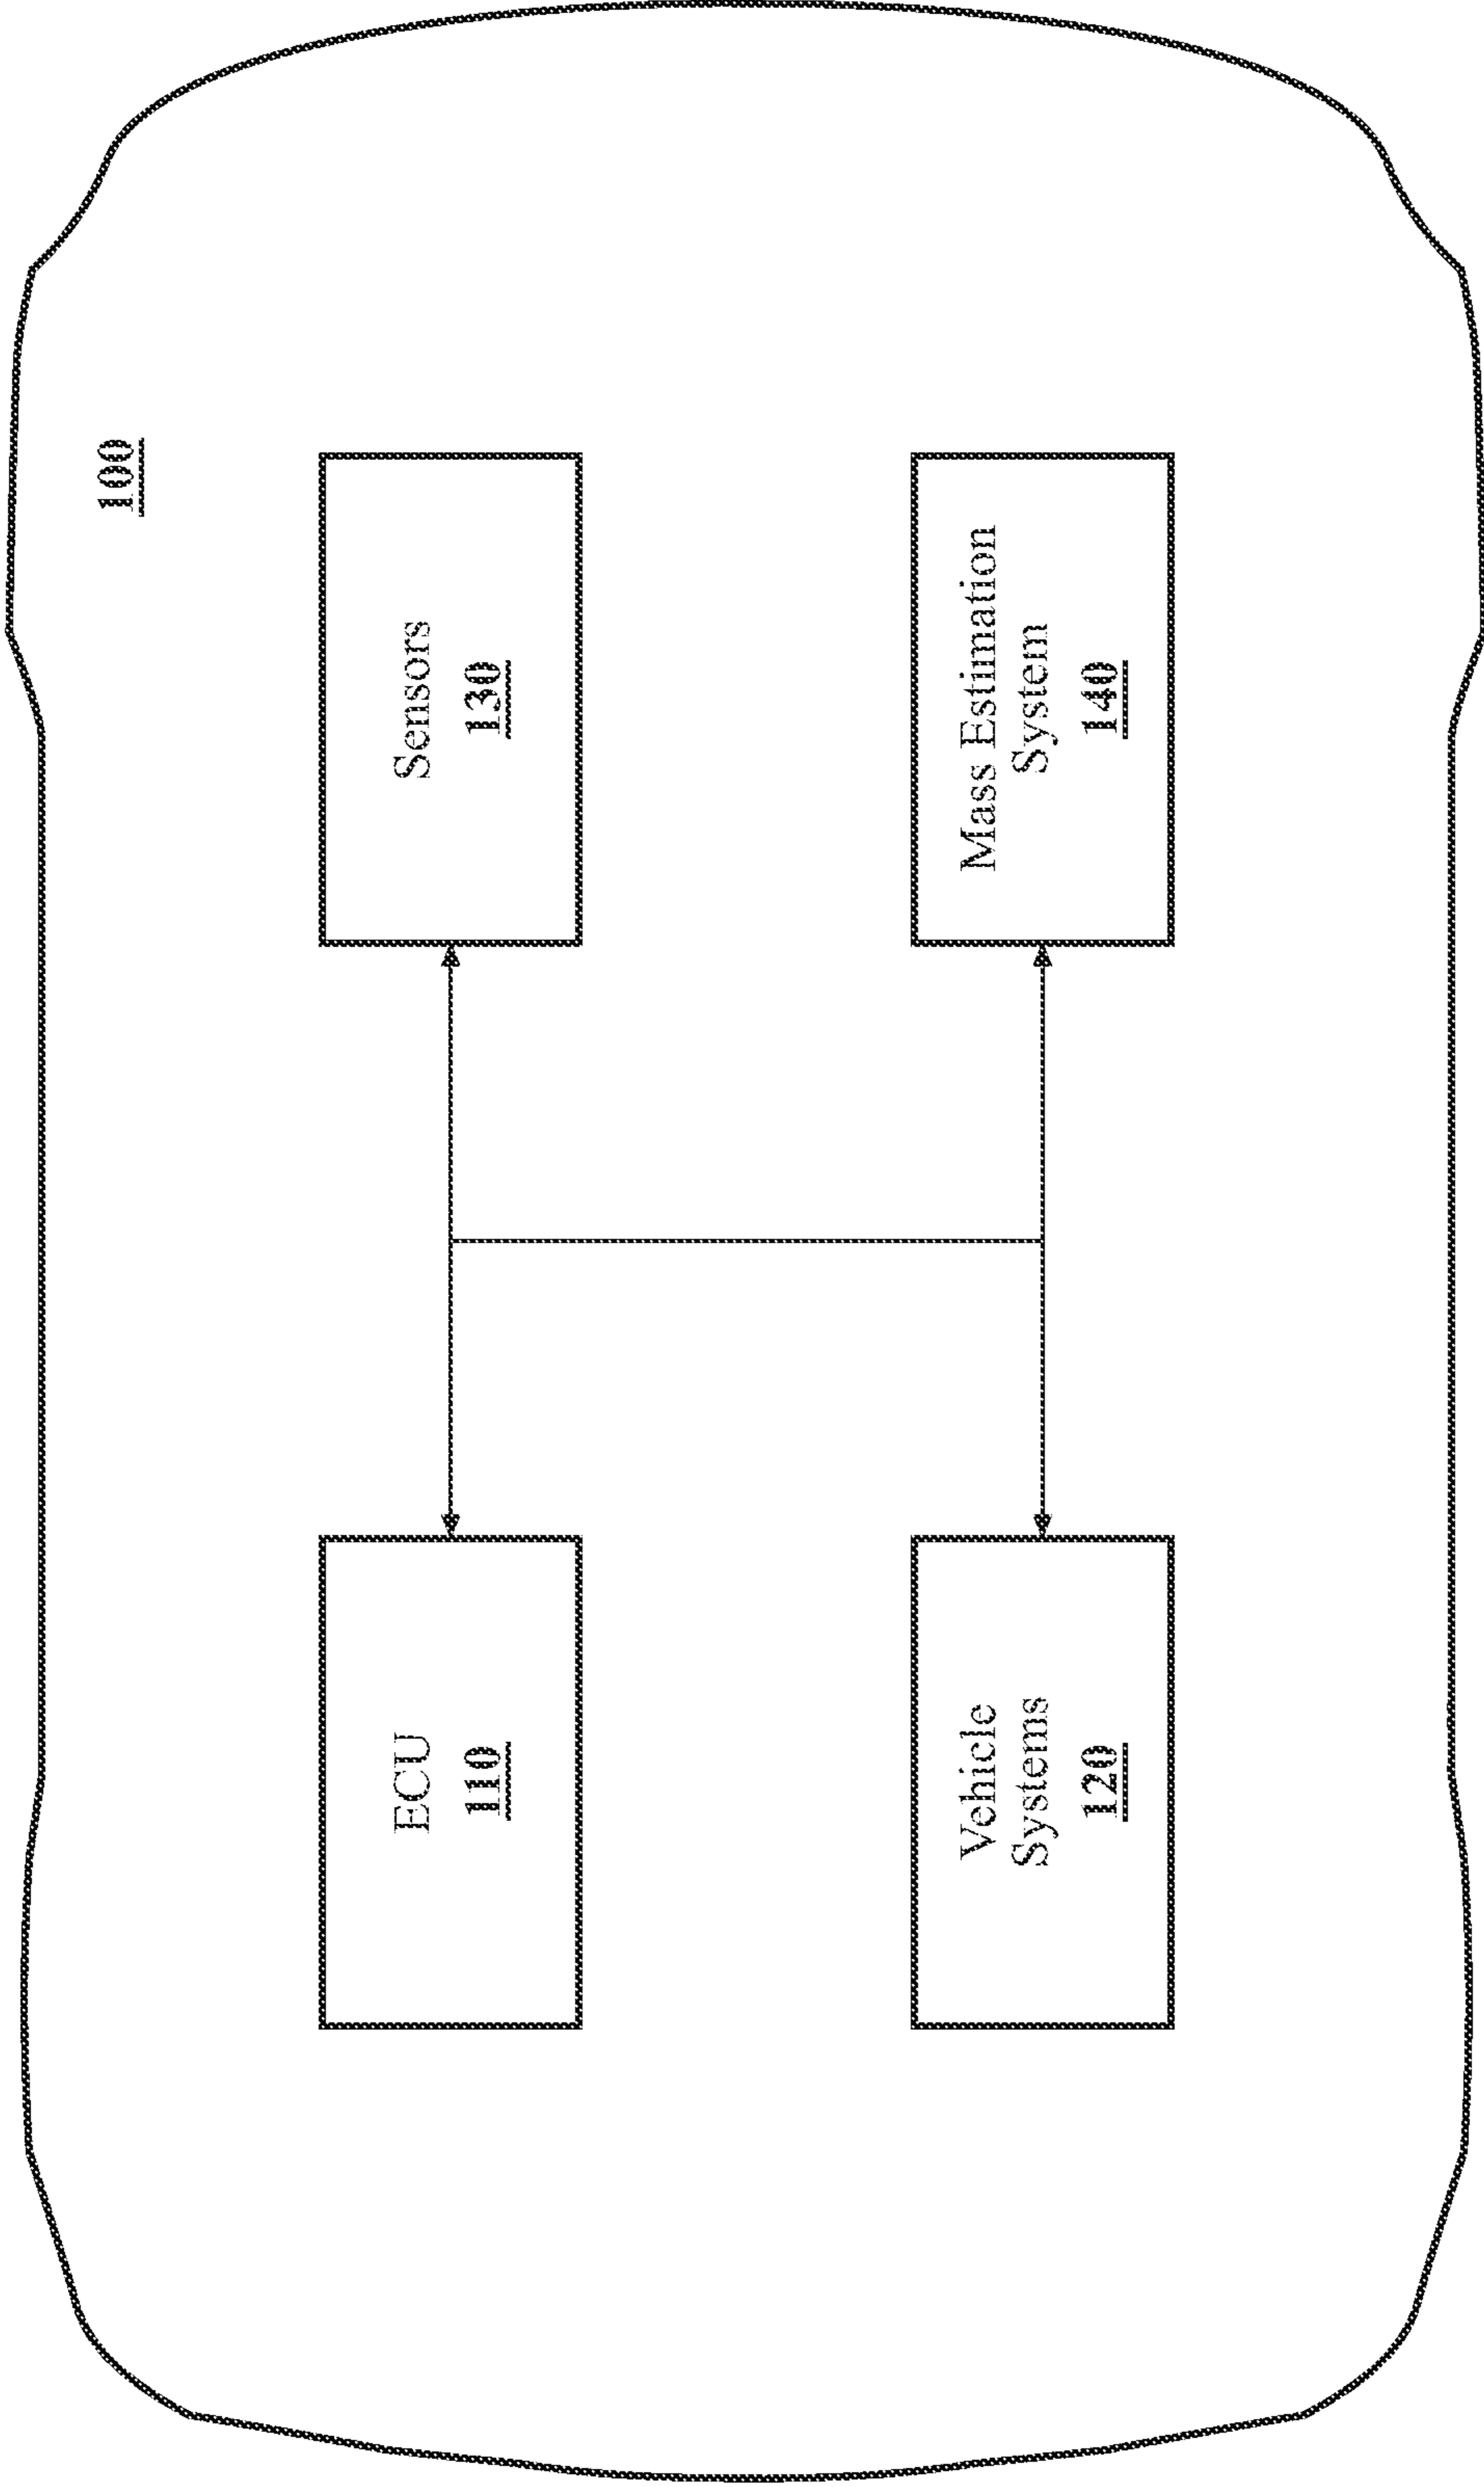 100
ECU
110
Sensors
130
Vehicle
Systems
120
Mass Estimation
System
140